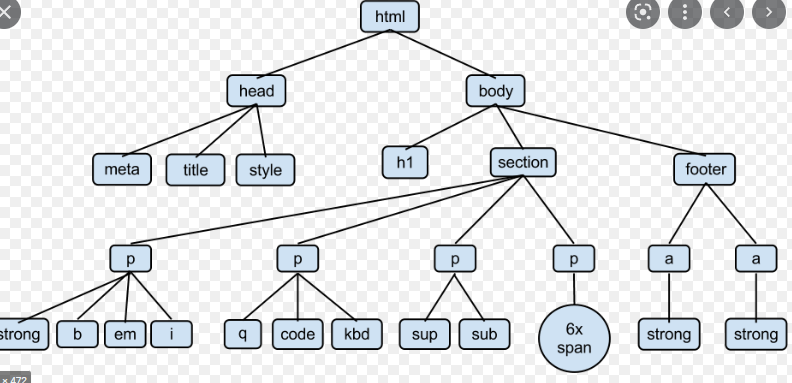 html
head
body
meta
title
style
h1
section
footer
p
p
p
p
a
a
strong
b
em
i
q
code
kbd
sup
sub
6x
span
strong
strong
× 472